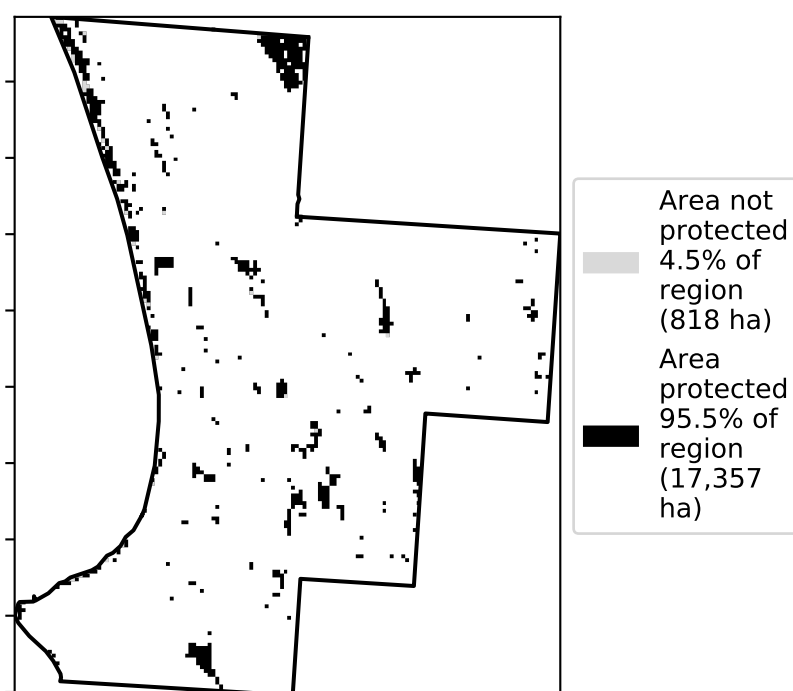 Area not
protected
4.5% of
region
(818 ha)
Area
protected
95.5% of
region
(17,357
ha)